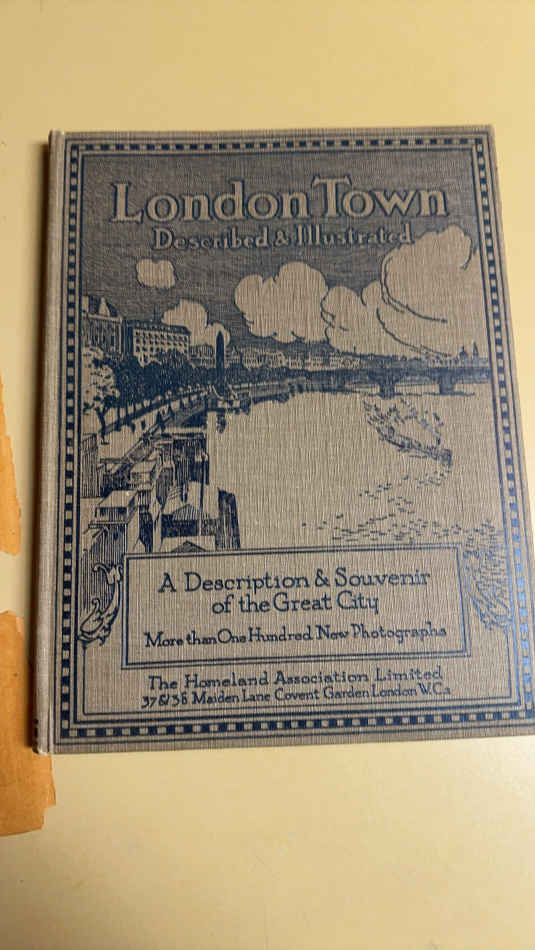 London Town
Described & Illustrated
A Description & Souvenir
of the Great City
More than One Hundred New Photographs
The Homeland Association Limited
37 & 38 Maiden Lane Covent Garden London W.C.2